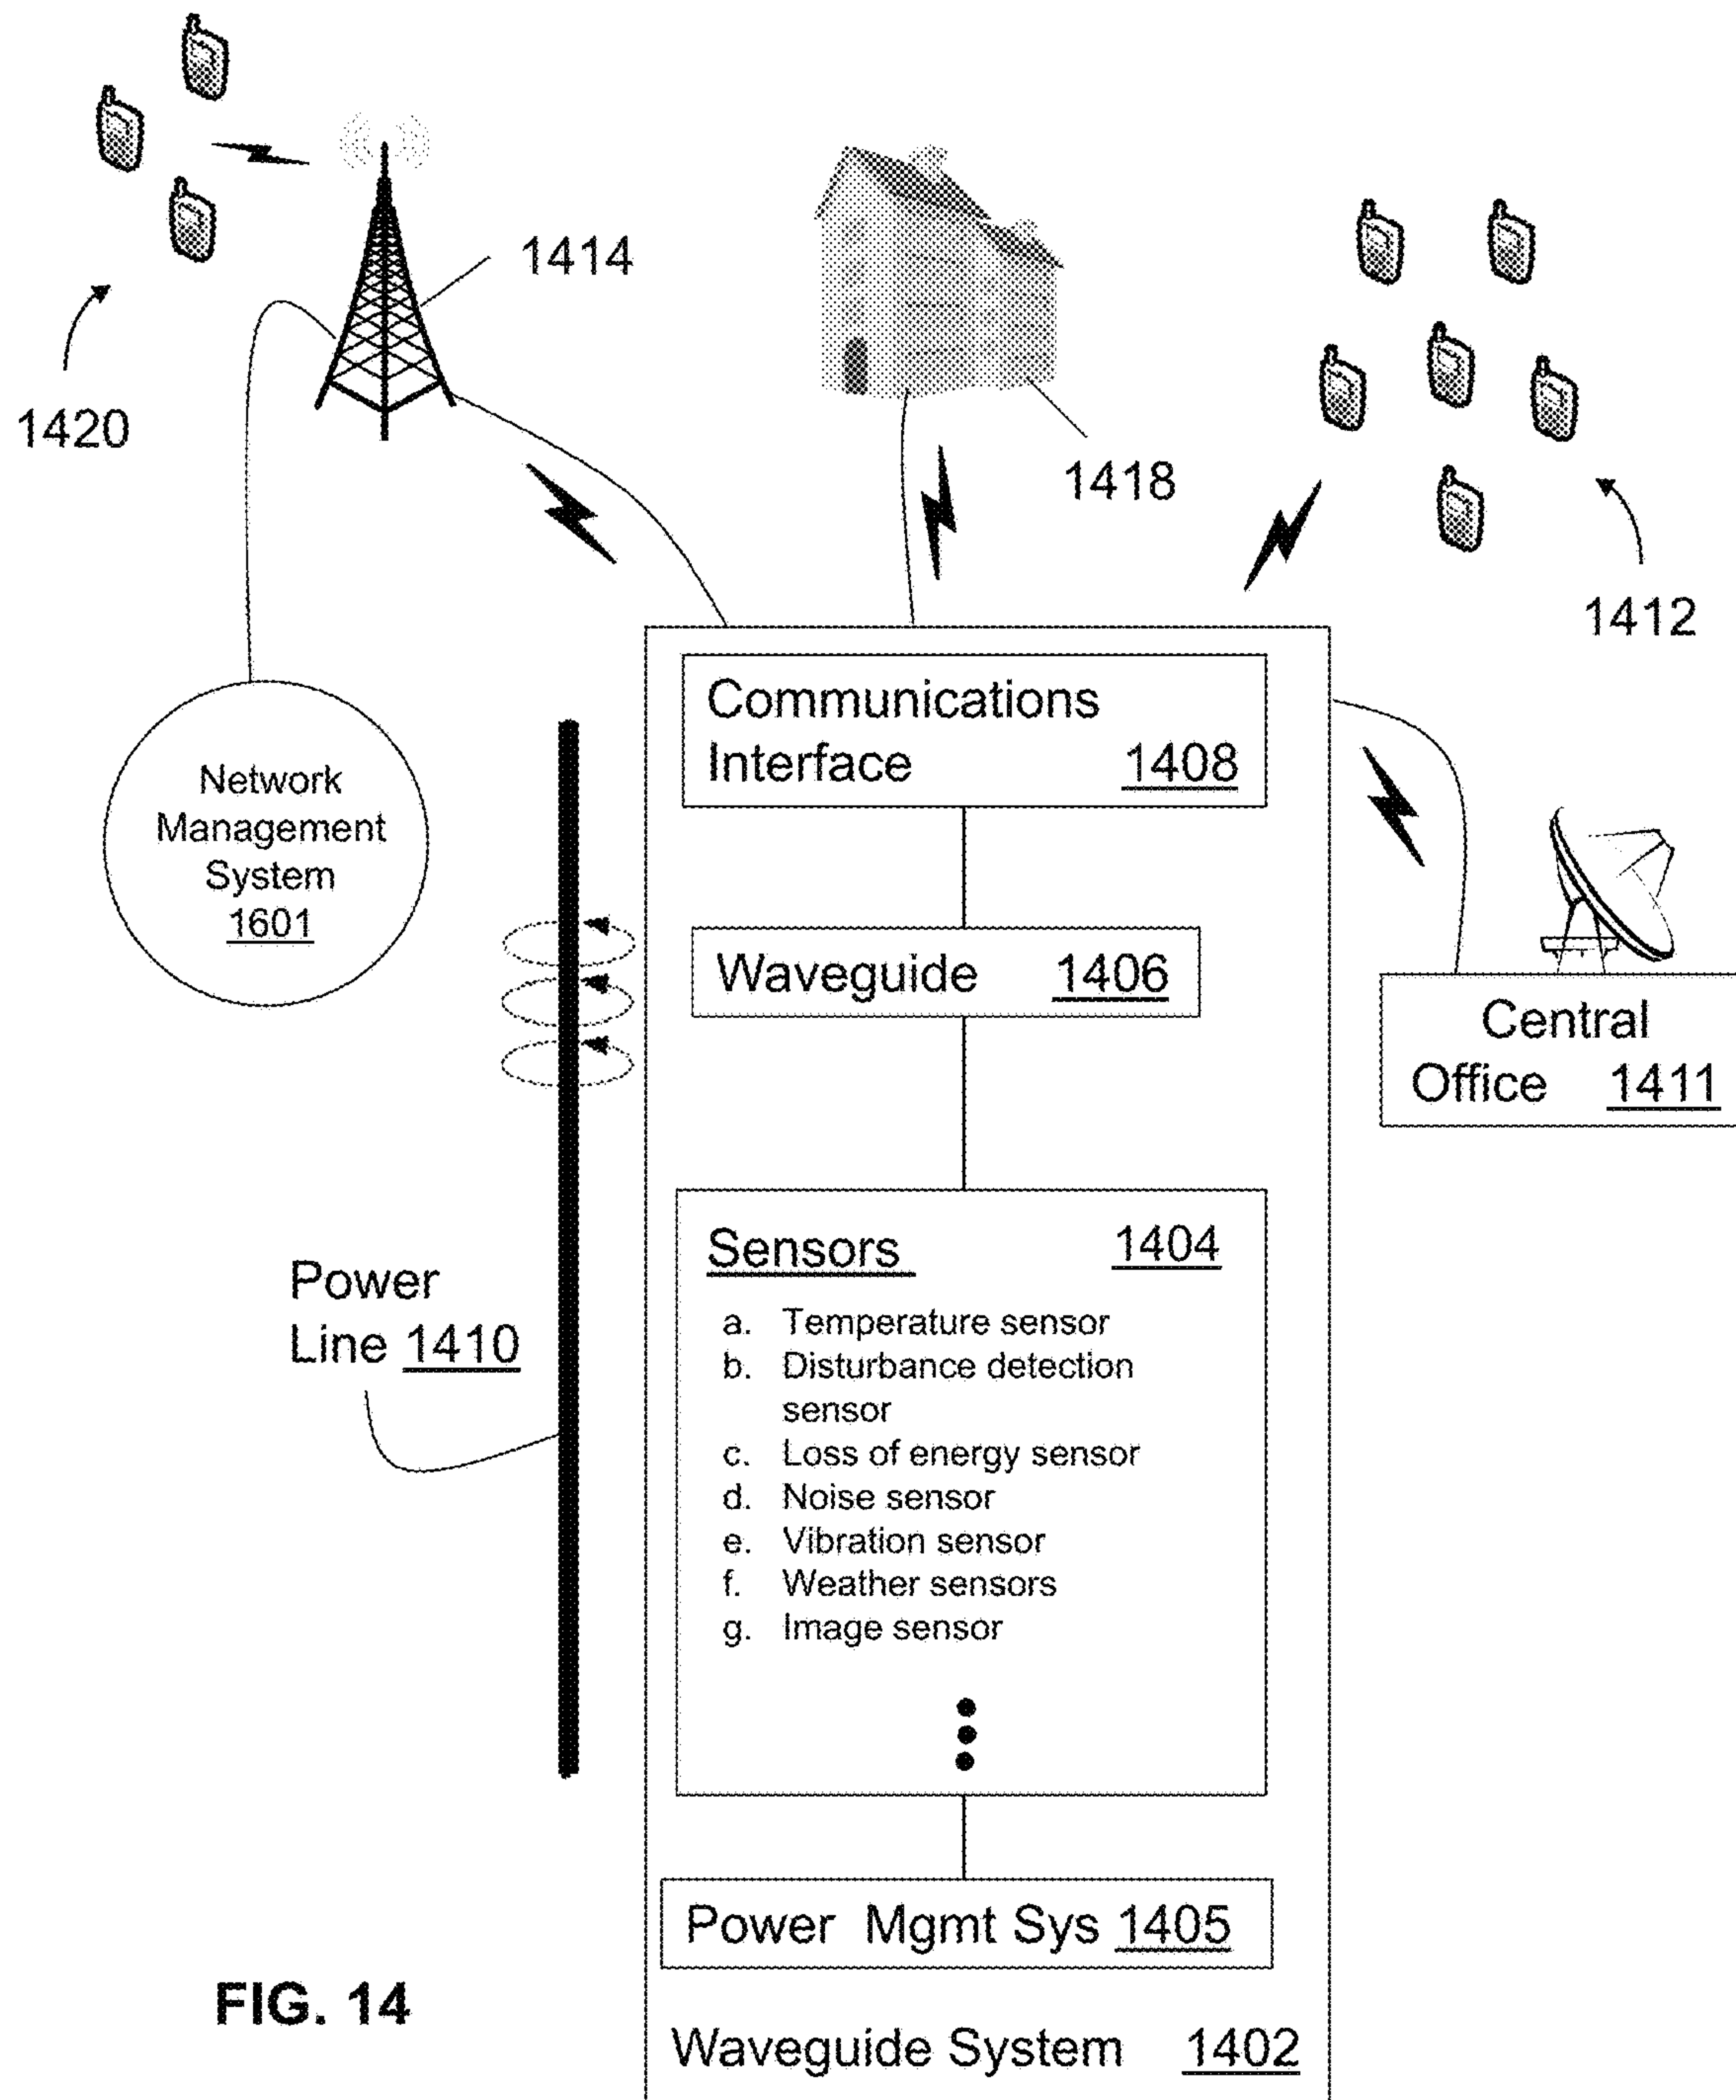 1414
1420
1418
1412
Communications
Interface 1408
Network
Management
System
1601
Waveguide 1406
Central
Office 1411
Sensors 1404
Power
Line 1410
a. Temperature sensor
b. Disturbance detection
sensor
c. Loss of energy sensor
d. Noise sensor
e. Vibration sensor
f. Weather sensors
g. Image sensor
Power Mgmt Sys 1405
FIG. 14
Waveguide System 1402